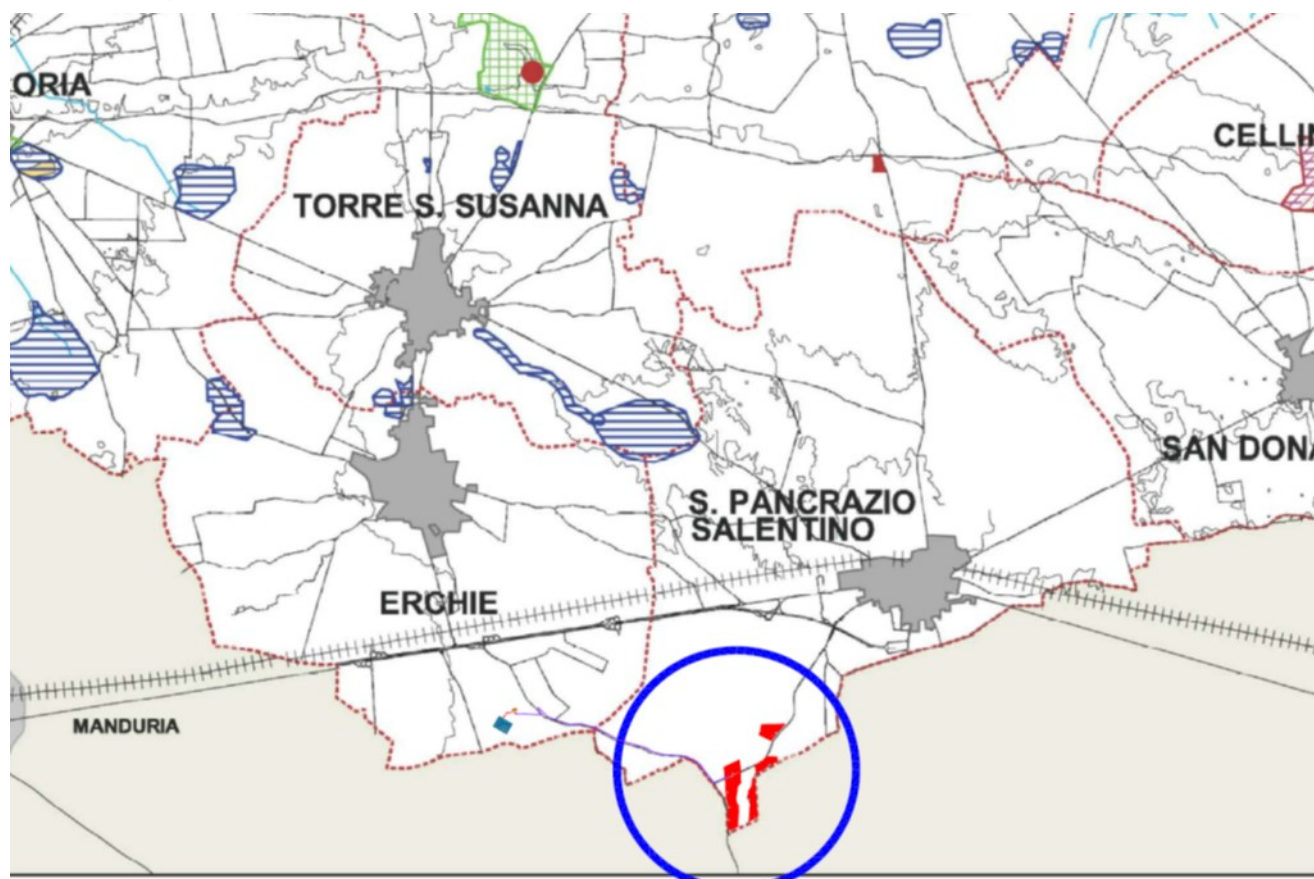 ORIA
CELLI
TORRE S. SUSANNA
SAN DONA
S. PANCRAZIO
SALENTINO
ERCHIE
MANDURIA